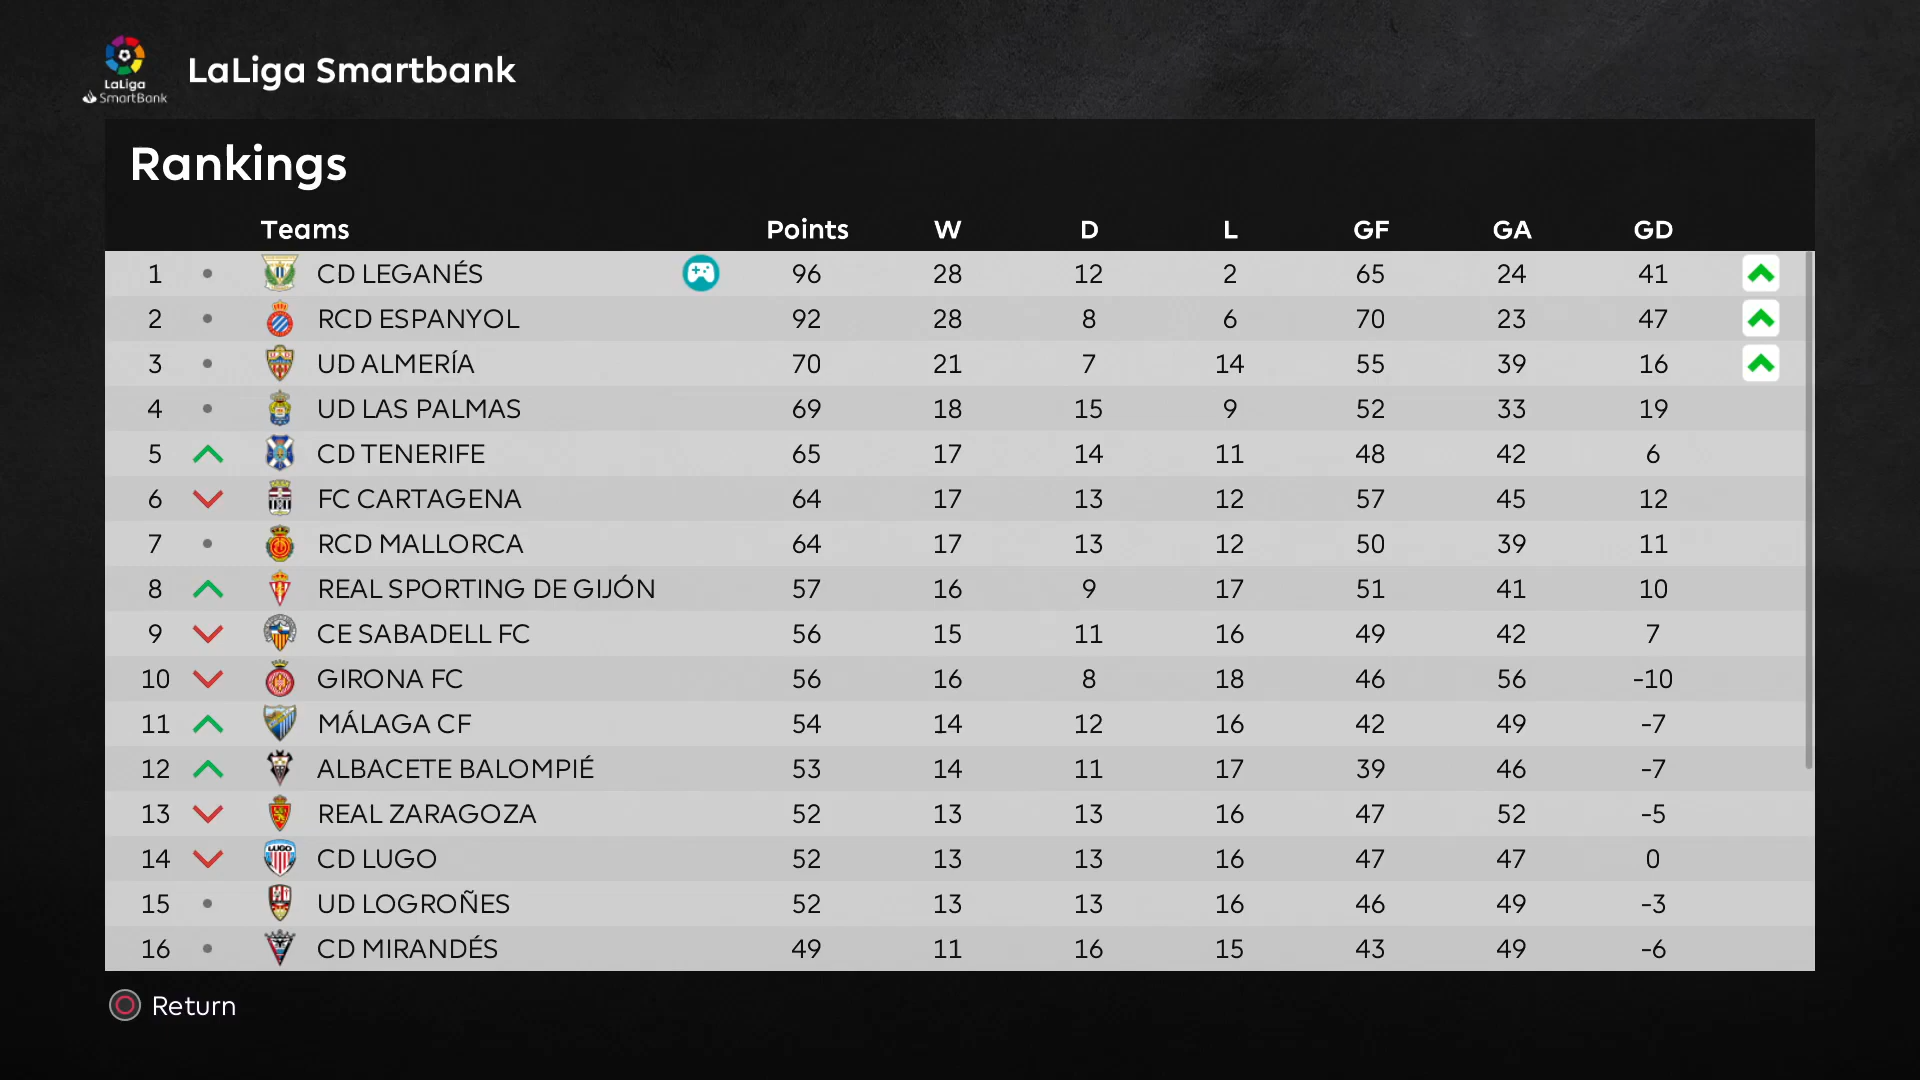 LaLiga
SmartBank
LaLiga Smartbank
Rankings
Teams Points W D L GF GA GD
1 CD LEGANÉS 96 28 12 2 65 24 41
2 RCD ESPANYOL 92 28 8 6 70 23 47
3 UD ALMERÍA 70 21 7 14 55 39 16
4 UD LAS PALMAS 69 18 15 9 52 33 19
5 CD TENERIFE 65 17 14 11 48 42 6
6 FC CARTAGENA 64 17 13 12 57 45 12
7 RCD MALLORCA 64 17 13 12 50 39 11
8 REAL SPORTING DE GIJÓN 57 16 9 17 51 41 10
9 CE SABADELL FC 56 15 11 16 49 42 7
10 GIRONA FC 56 16 8 18 46 56 -10
11 MÁLAGA CF 54 14 12 16 42 49 -7
12 ALBACETE BALOMPIÉ 53 14 11 17 39 46 -7
13 REAL ZARAGOZA 52 13 13 16 47 52 -5
14 LUGO CD LUGO 52 13 13 16 47 47 0
15 UD LOGROÑES 52 13 13 16 46 49 -3
16 CD MIRANDÉS 49 11 16 15 43 49 -6
Return